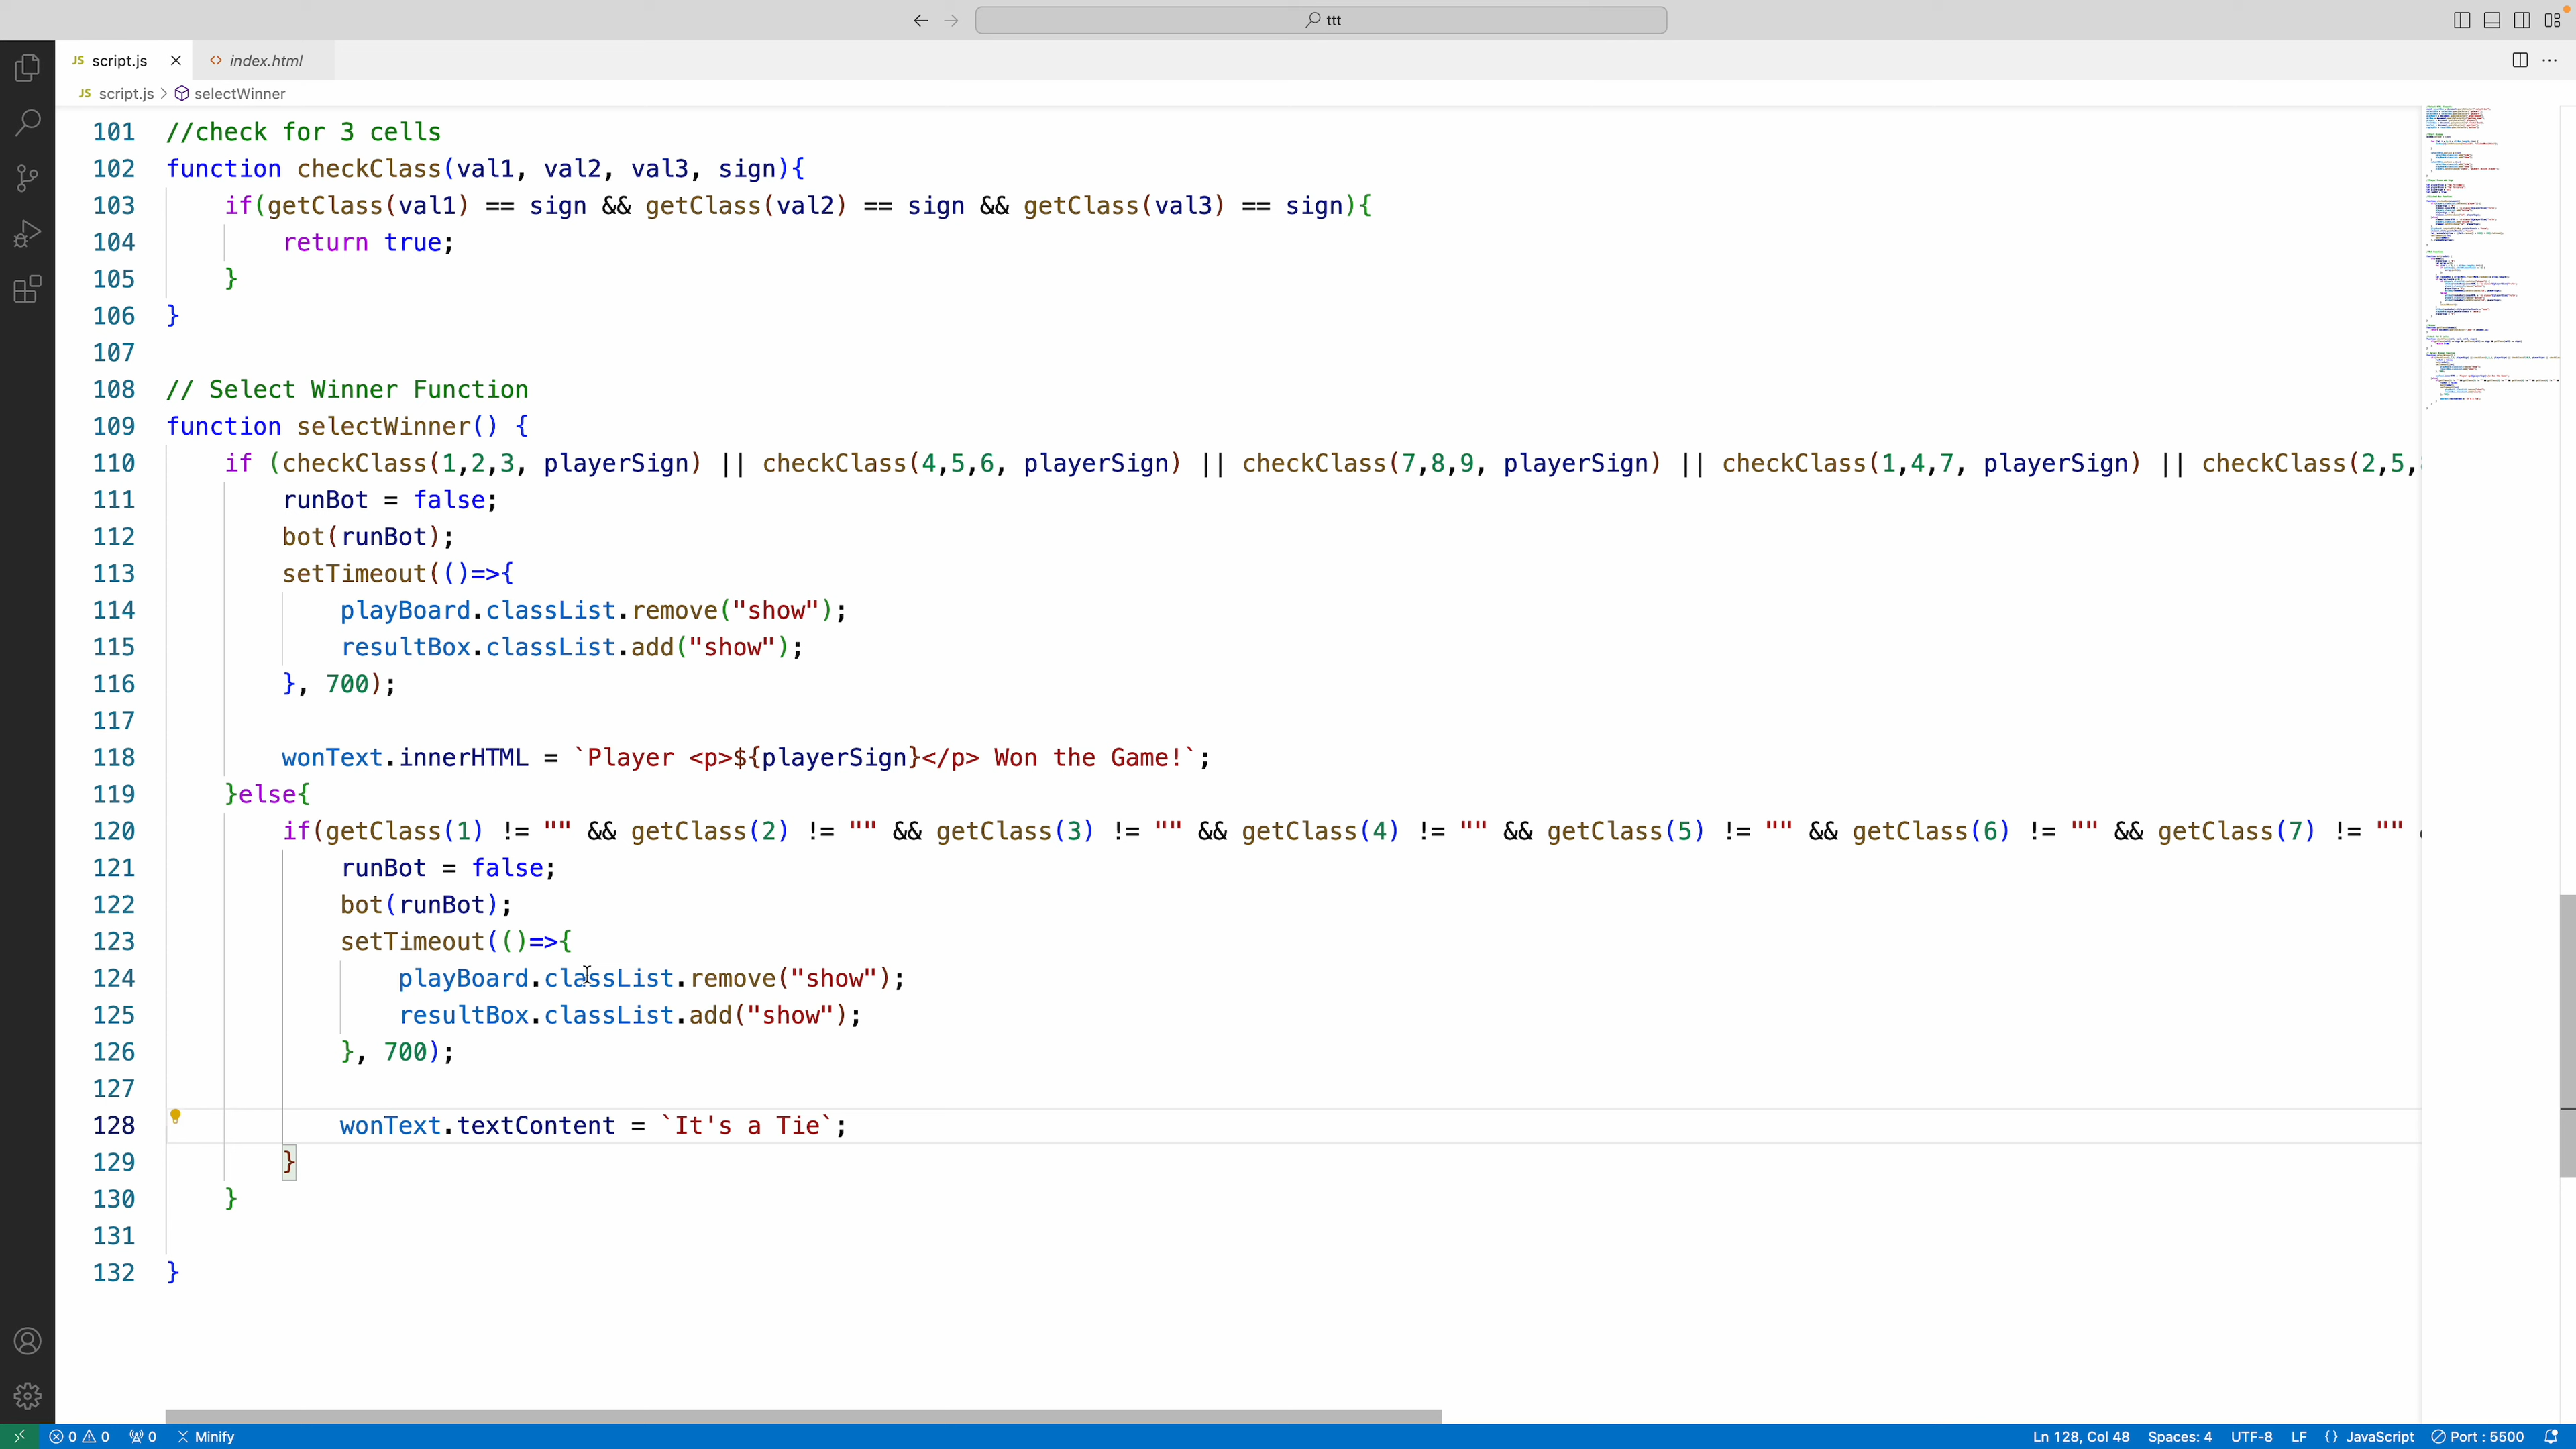 ttt
JS script.js × <> index.html
JS script.js > selectWinner
101 //check for 3 cells
102 function checkClass(val1, val2, val3, sign){
103 if(getClass(val1) == sign && getClass(val2) == sign && getClass(val3) == sign){
104 return true;
105 }
106 }
107
108 // Select Winner Function
109 function selectWinner() {
110 if (checkClass(1,2,3, playerSign) || checkClass(4,5,6, playerSign) || checkClass(7,8,9, playerSign) || checkClass(1,4,7, playerSign) || checkClass(2,5,
111 runBot = false;
112 bot(runBot);
113 setTimeout(()=>{
114 playBoard.classList.remove("show");
115 resultBox.classList.add("show");
116 }, 700);
117
118 wonText.innerHTML = `Player <p>${playerSign}</p> Won the Game!`;
119 }else{
120 if(getClass(1) != "" && getClass(2) != "" && getClass(3) != "" && getClass(4) != "" && getClass(5) != "" && getClass(6) != "" && getClass(7) != ""
121 runBot = false;
122 bot(runBot);
123 setTimeout(()=>{
124 playBoard.classList.remove("show");
125 resultBox.classList.add("show");
126 }, 700);
127
128 wonText.textContent = `It's a Tie`;
129 }
130 }
131
132 }
0 0 0 Minify Ln 128, Col 48 Spaces: 4 UTF-8 LF {} JavaScript Port : 5500